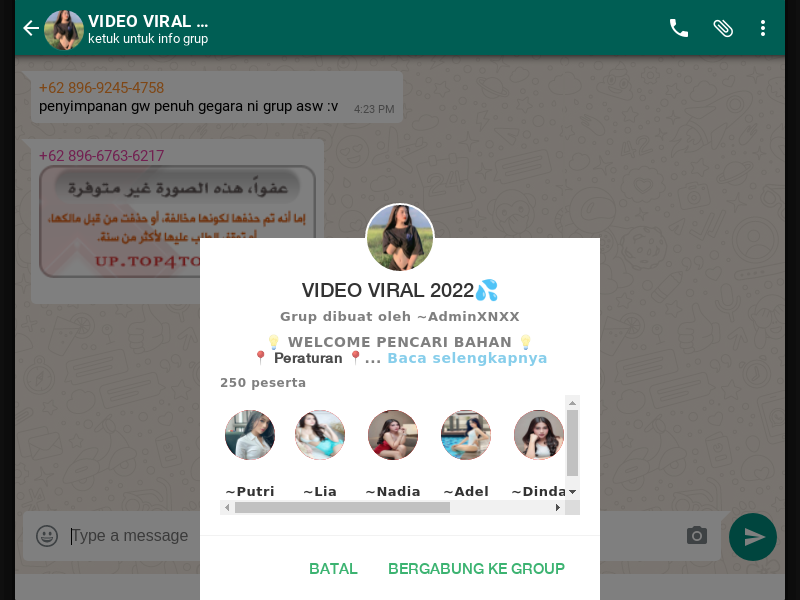 VIDEO VIRAL ...
ketuk untuk info grup
+62 896-9245-4758
penyimpanan gw penuh gegara ni grup asw :v
4:23 PM
+62 896-6763-6217
عفواً، هذه الصورة غير متوفرة
إما أنه تم حذفها لكونها مخالفة، أو حذفت من قبل مالكها،
أو توقف الطلب عليها لأكثر من سنة.
UP.TOP4TO
VIDEO VIRAL 2022💦
Grup dibuat oleh ~AdminXNXX
💡 WELCOME PENCARI BAHAN 💡
📍 Peraturan 📍... Baca selengkapnya
250 peserta
~Putri ~Lia ~Nadia ~Adel ~Dinda
Type a message
BATAL BERGABUNG KE GROUP